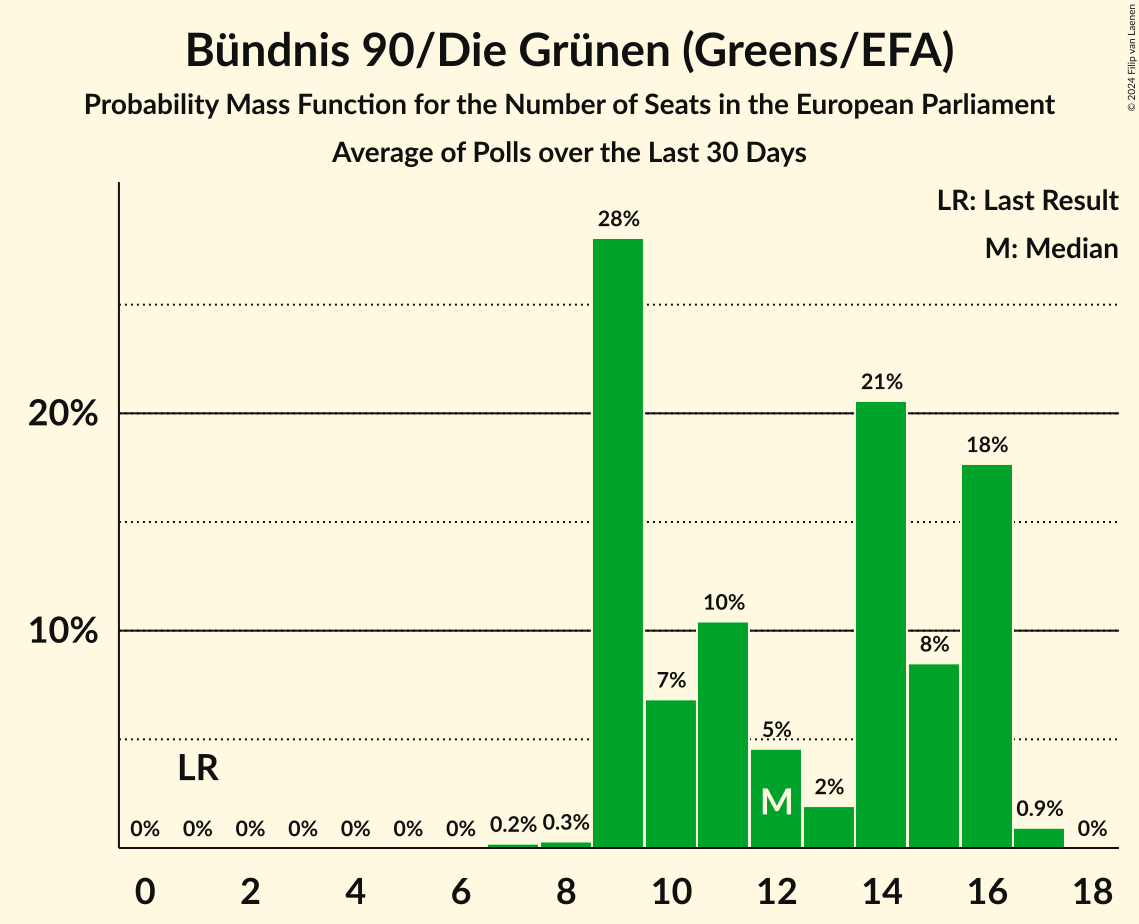 Bündnis 90/Die Grünen (Greens/EFA)
Probability Mass Function for the Number of Seats in the European Parliament
Average of Polls over the Last 30 Days
© 2024 Filip van Laenen
LR: Last Result
M: Median
28%
21%
20%
18%
10%
10%
8%
7%
5%
2%
LR
M
0% 0% 0% 0% 0% 0% 0% 0.2% 0.3% 0.9% 0%
0 2 4 6 8 10 12 14 16 18